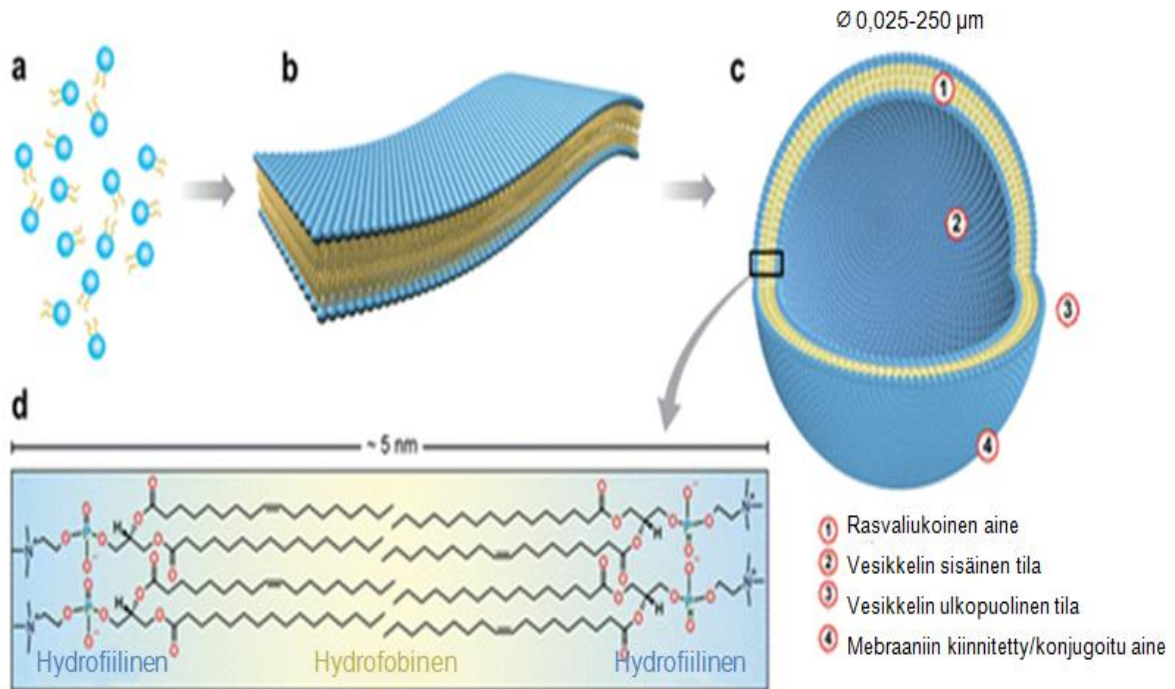 Ø 0,025-250 µm
a
b
c
1
2
3
4
d
~ 5 nm
Hydrofiilinen
Hydrofobinen
Hydrofiilinen
1 Rasvaliukoinen aine
2 Vesikkelin sisäinen tila
3 Vesikkelin ulkopuolinen tila
4 Mebraaniin kiinnitetty/konjugoitu aine